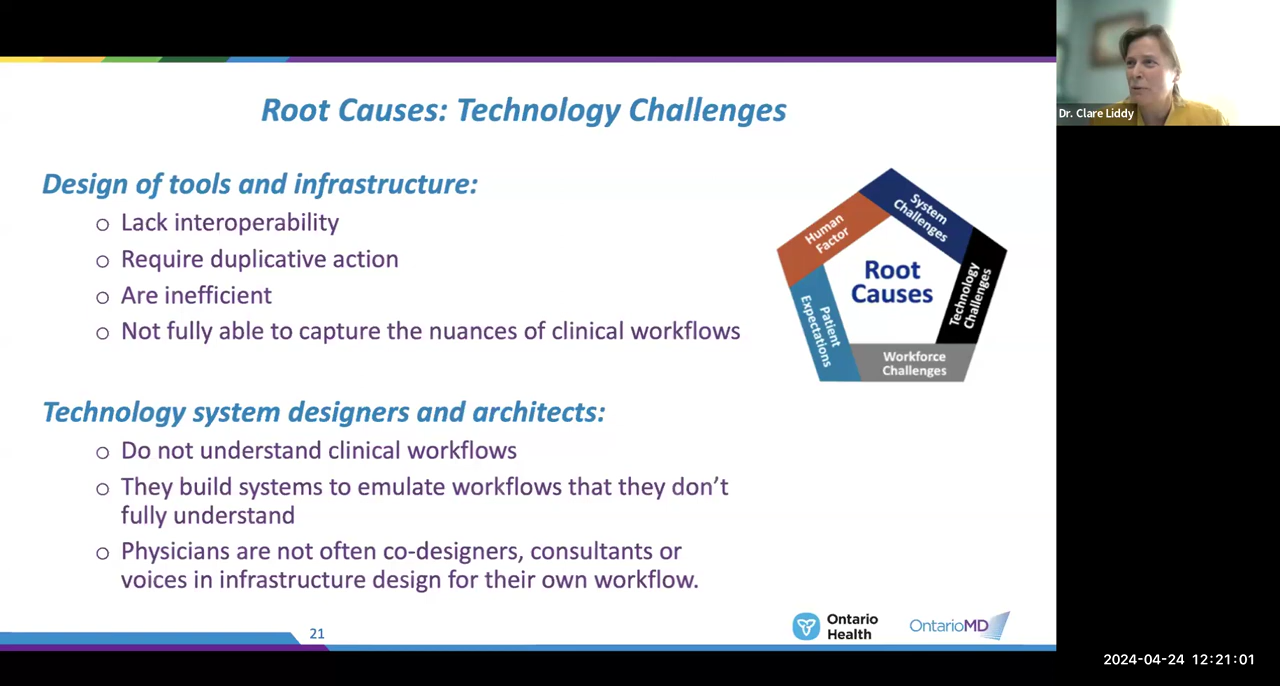 Root Causes: Technology Challenges
Dr. Clare Liddy
Design of tools and infrastructure:
o Lack interoperability
o Require duplicative action
o Are inefficient
o Not fully able to capture the nuances of clinical workflows
System
Challenges
Human
Factor
Root
Causes
Technology
Challenges
Patient
Expectations
Workforce
Challenges
Technology system designers and architects:
o Do not understand clinical workflows
o They build systems to emulate workflows that they don’t
fully understand
o Physicians are not often co-designers, consultants or
voices in infrastructure design for their own workflow.
21
Ontario
Health
OntarioMD
2024-04-24 12:21:01